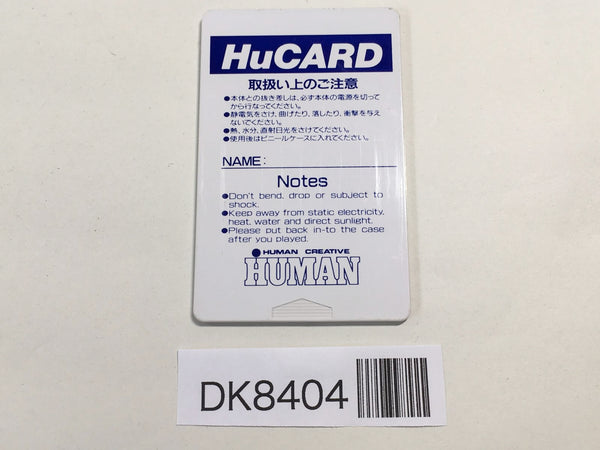 HuCARD
取扱い上のご注意
●本体との抜き差しは、必ず本体の電源を切って
から行なってください。
●静電気をさけ、曲げたり、落したり、衝撃を与え
ないでください。
●熱、水分、直射日光をさけてください。
●使用後はビニールケースに入れてください。
NAME:
Notes
●Don't bend, drop or subject to
shock.
●Keep away from static electricity,
heat, water and direct sunlight.
●Please put back in-to the case
after you played.
HUMAN CREATIVE
HUMAN
DK8404